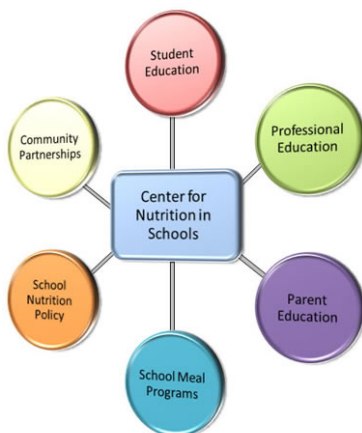 Student
Education
Community
Partnerships
Professional
Education
Center for
Nutrition in
Schools
School
Nutrition
Policy
Parent
Education
School Meal
Programs